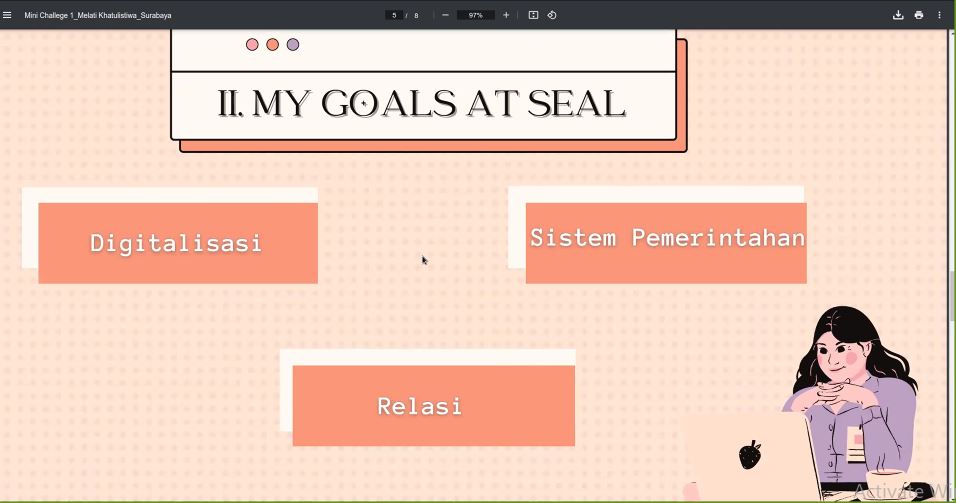 Mini Challege 1_Melati Khatulistiwa_Surabaya
5 / 8
97%
II. MY GOALS AT SEAL
Digitalisasi
Sistem Pemerintahan
Relasi
Activate Wi